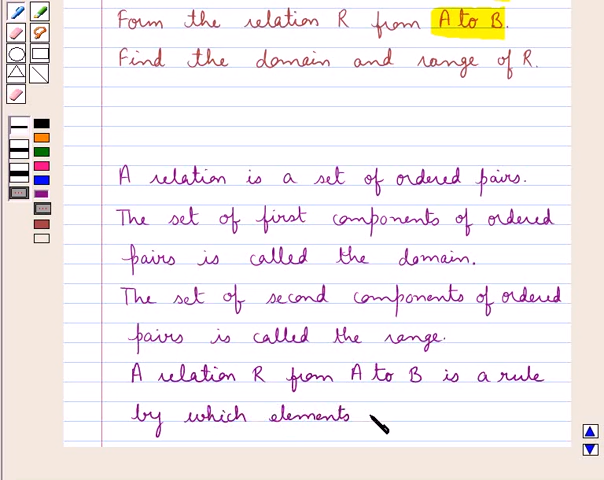 Form the relation R from A to B.
Find the domain and range of R.
A relation is a set of ordered pairs.
The set of first components of ordered
pairs is called the domain.
The set of second components of ordered
pairs is called the range.
A relation R from A to B is a rule
by which elements